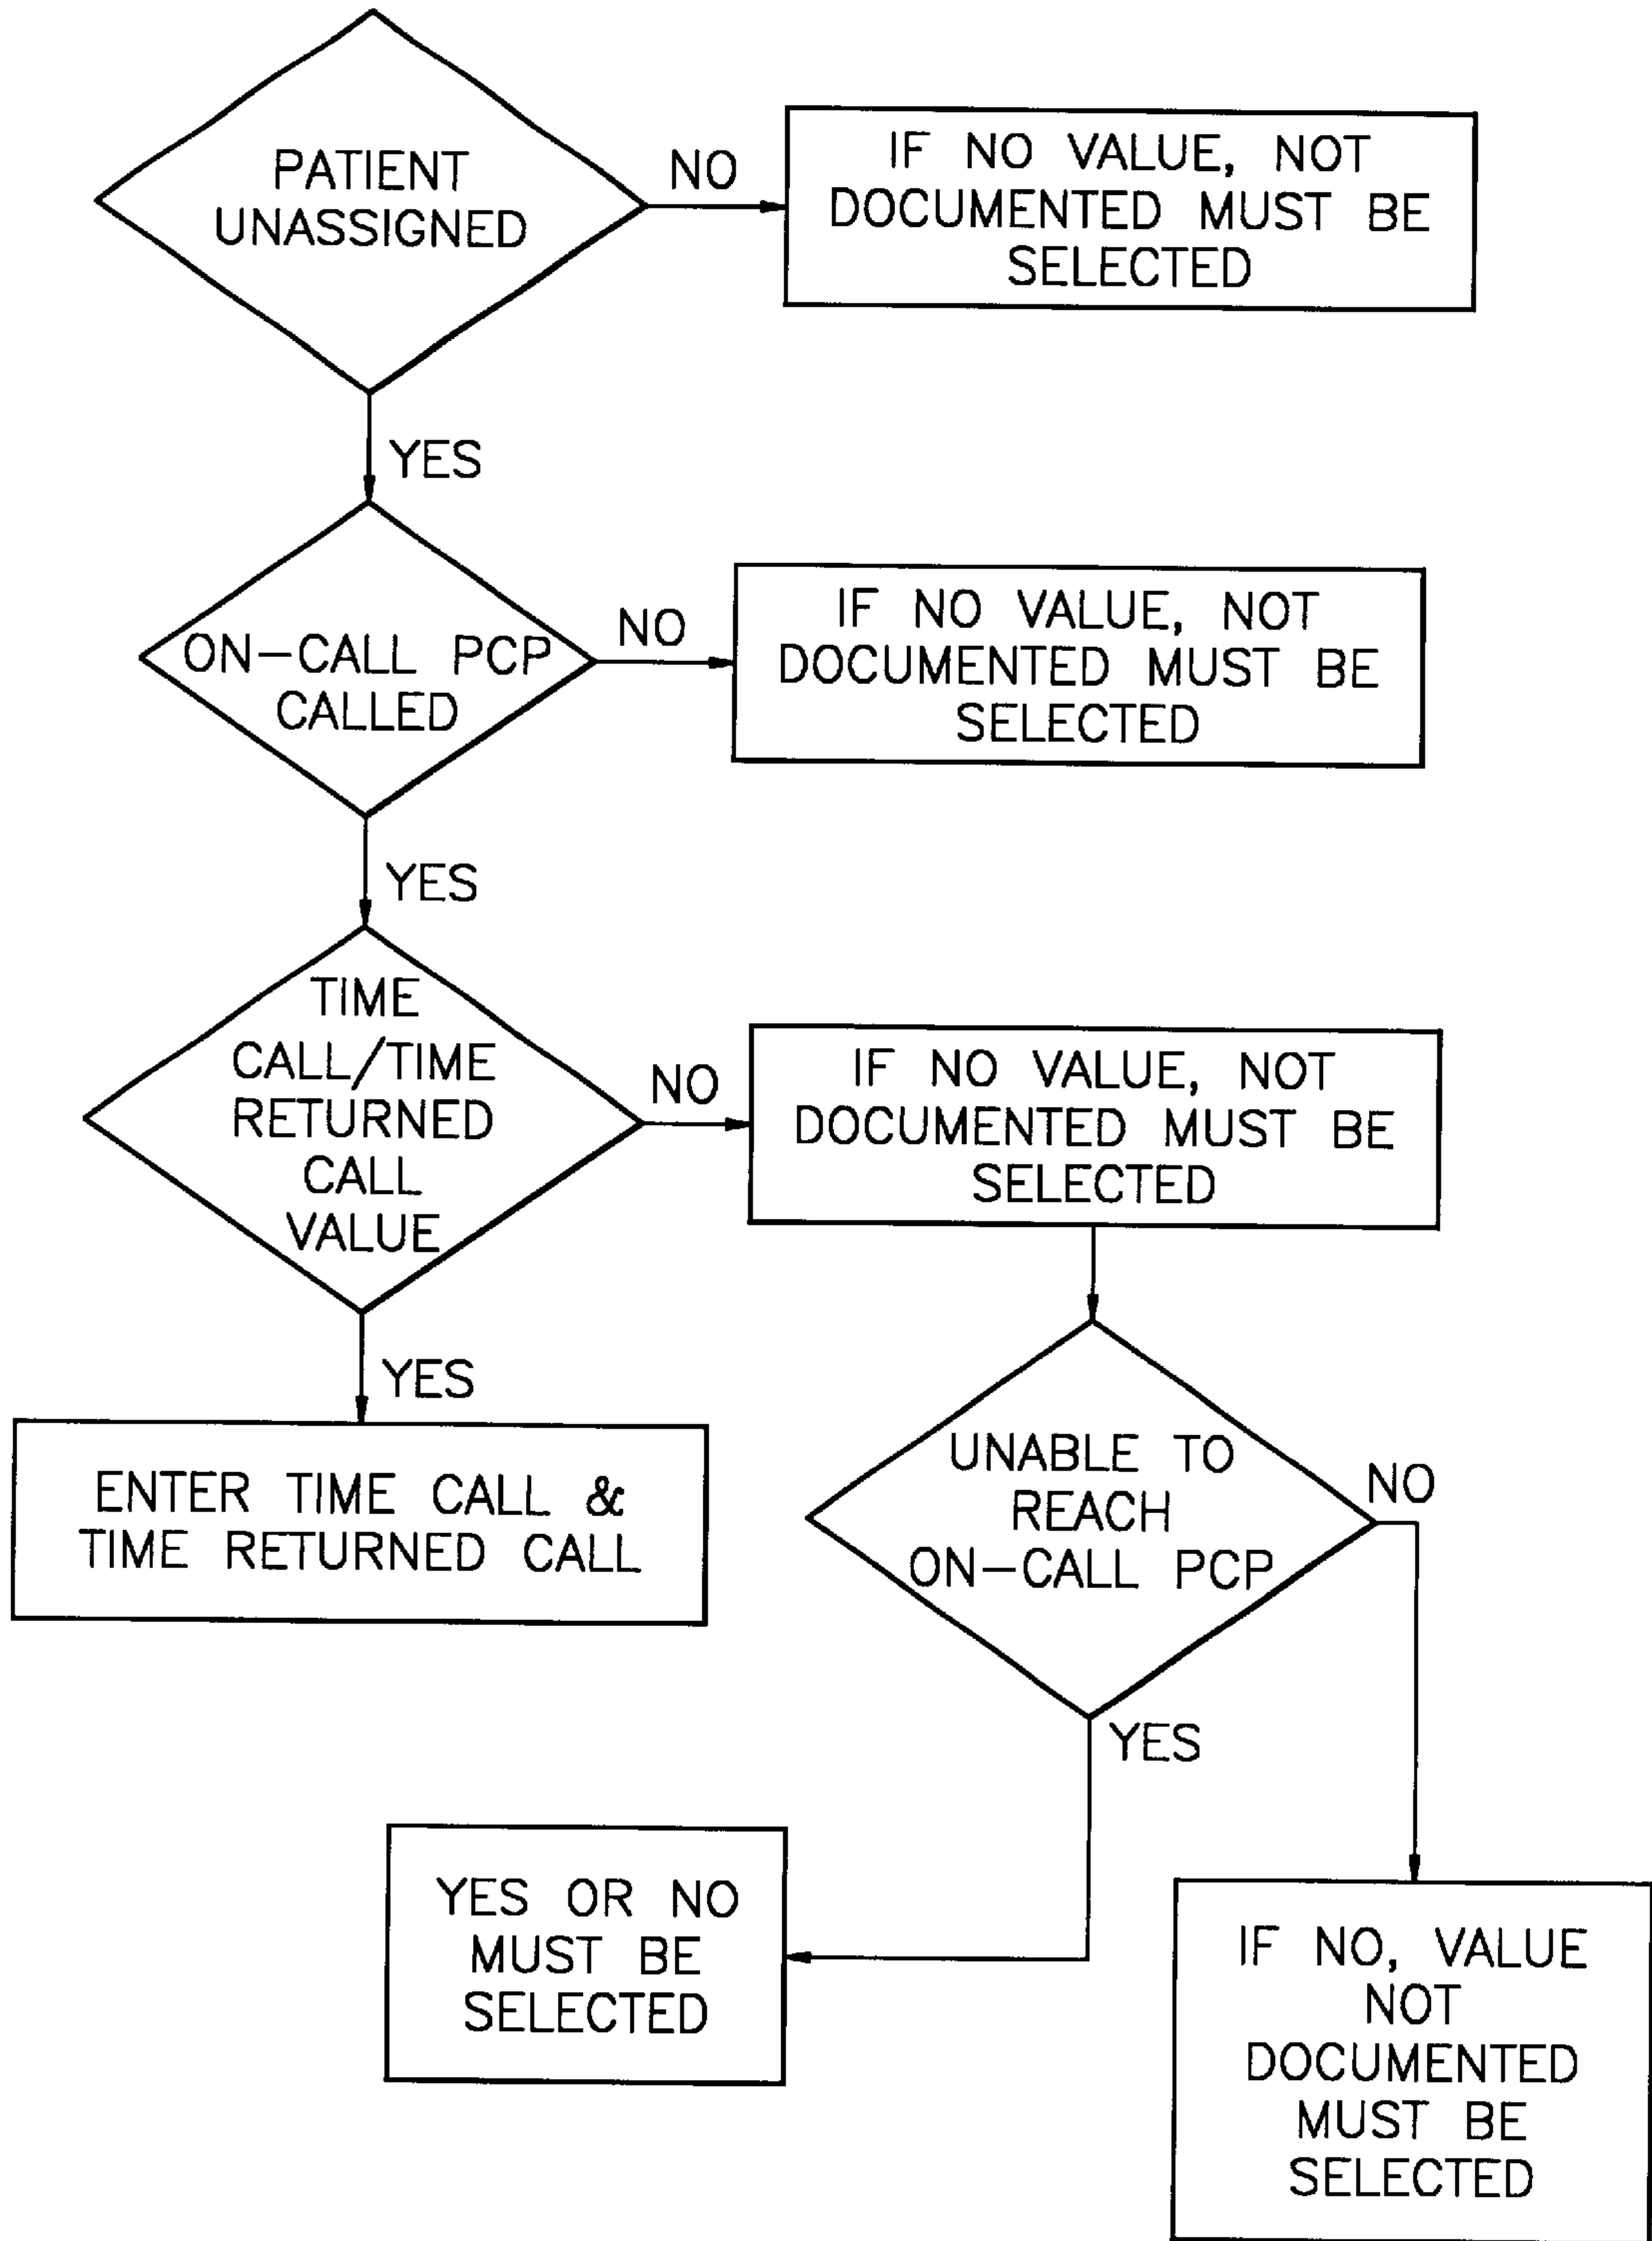 PATIENT
UNASSIGNED
NO
IF NO VALUE, NOT
DOCUMENTED MUST BE
SELECTED
YES
ON-CALL PCP
CALLED
NO
IF NO VALUE, NOT
DOCUMENTED MUST BE
SELECTED
YES
TIME
CALL/TIME
RETURNED
CALL
VALUE
NO
IF NO VALUE, NOT
DOCUMENTED MUST BE
SELECTED
YES
ENTER TIME CALL &
TIME RETURNED CALL
UNABLE TO
REACH
ON-CALL PCP
NO
YES
YES OR NO
MUST BE
SELECTED
IF NO, VALUE
NOT
DOCUMENTED
MUST BE
SELECTED